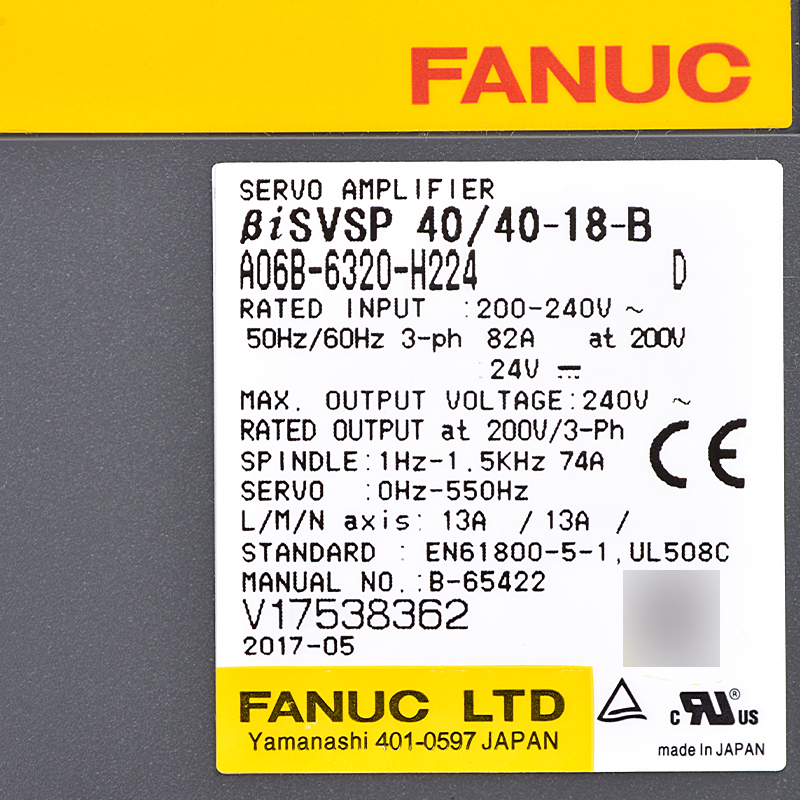 FANUC
SERVO AMPLIFIER
βiSVSP 40/40-18-B
A06B-6320-H224 D
RATED INPUT :200-240V ~
50Hz/60Hz 3-ph 82A at 200V
24V ⎓
MAX. OUTPUT VOLTAGE:240V ~
RATED OUTPUT at 200V/3-Ph
SPINDLE:1Hz-1.5KHz 74A
SERVO :0Hz-550Hz
L/M/N axis: 13A / 13A /
STANDARD : EN61800-5-1,UL508C
MANUAL NO.:B-65422
V17538362
2017-05
CE
FANUC LTD
Yamanashi 401-0597 JAPAN
c RU® US
made In JAPAN